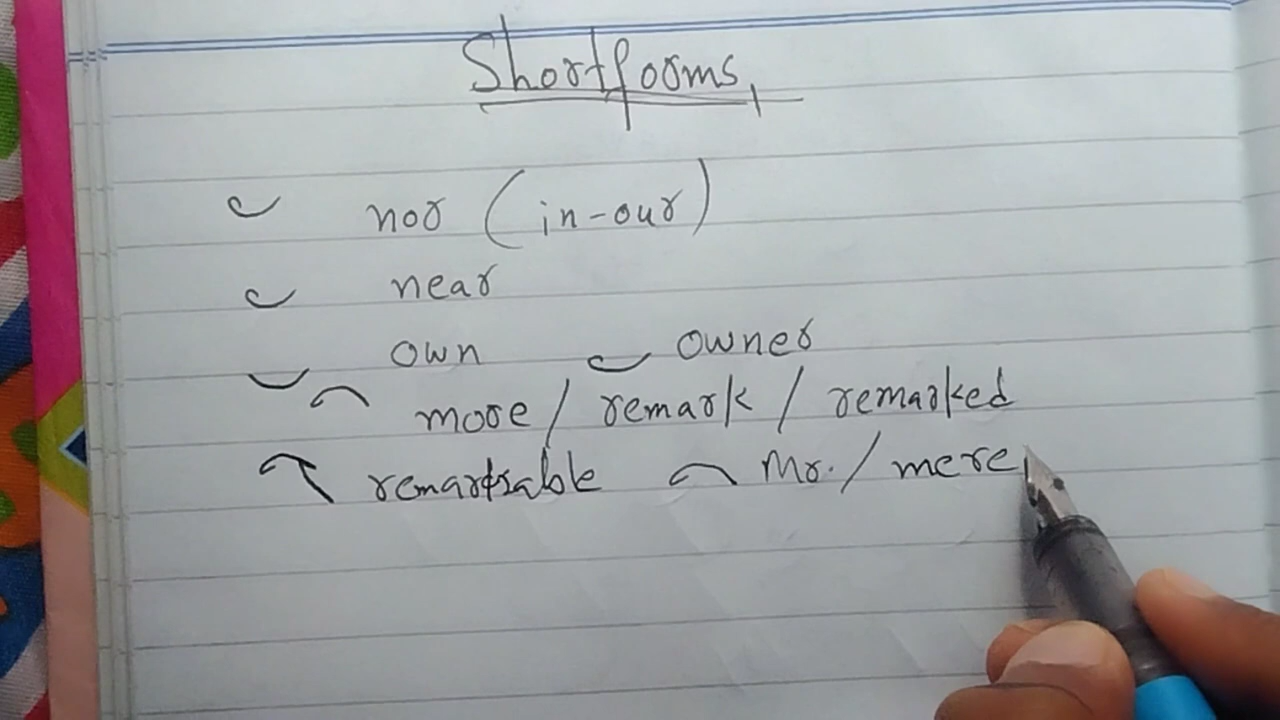 Shortforms
nor (in-our)
near
own owner
more/ remark / remarked
remarkable Mr./ mere